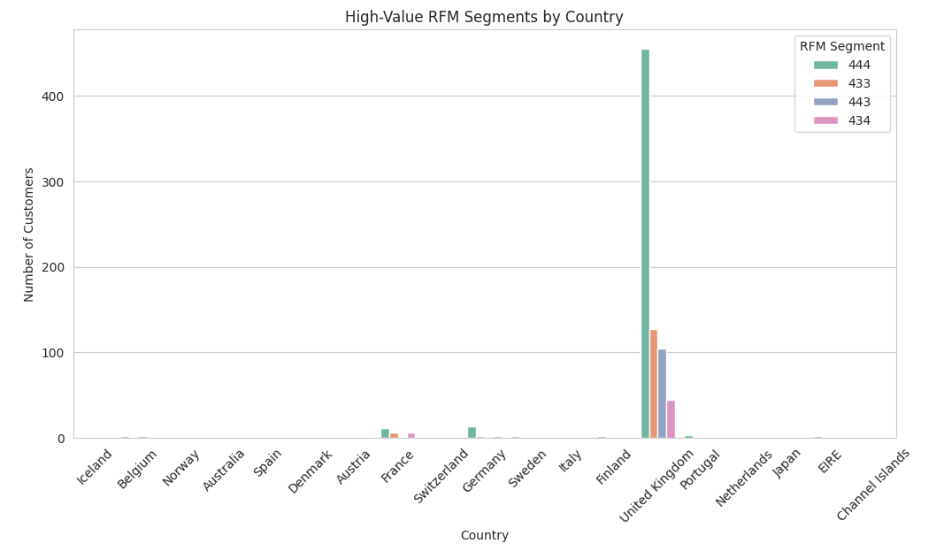 High-Value RFM Segments by Country
RFM Segment
444
433
443
434
Number of Customers
400
300
200
100
0
Iceland
Belgium
Norway
Australia
Spain
Denmark
Austria
France
Switzerland
Germany
Sweden
Italy
Finland
United Kingdom
Portugal
Netherlands
Japan
EIRE
Channel Islands
Country